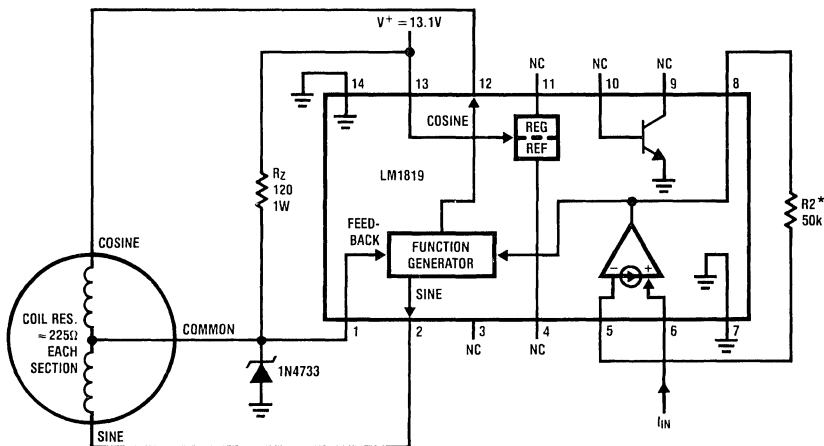 V⁺ = 13.1V
NC
NC
NC
14
13
12
11
10
9
8
COSINE
REG
REF
LM1819
RZ
120
1W
R2*
50k
FEED-
BACK
FUNCTION
GENERATOR
SINE
− +
COSINE
COIL RES.
≈ 225Ω
EACH
SECTION
COMMON
1
2
3
4
5
6
7
NC
NC
1N4733
IIN
SINE